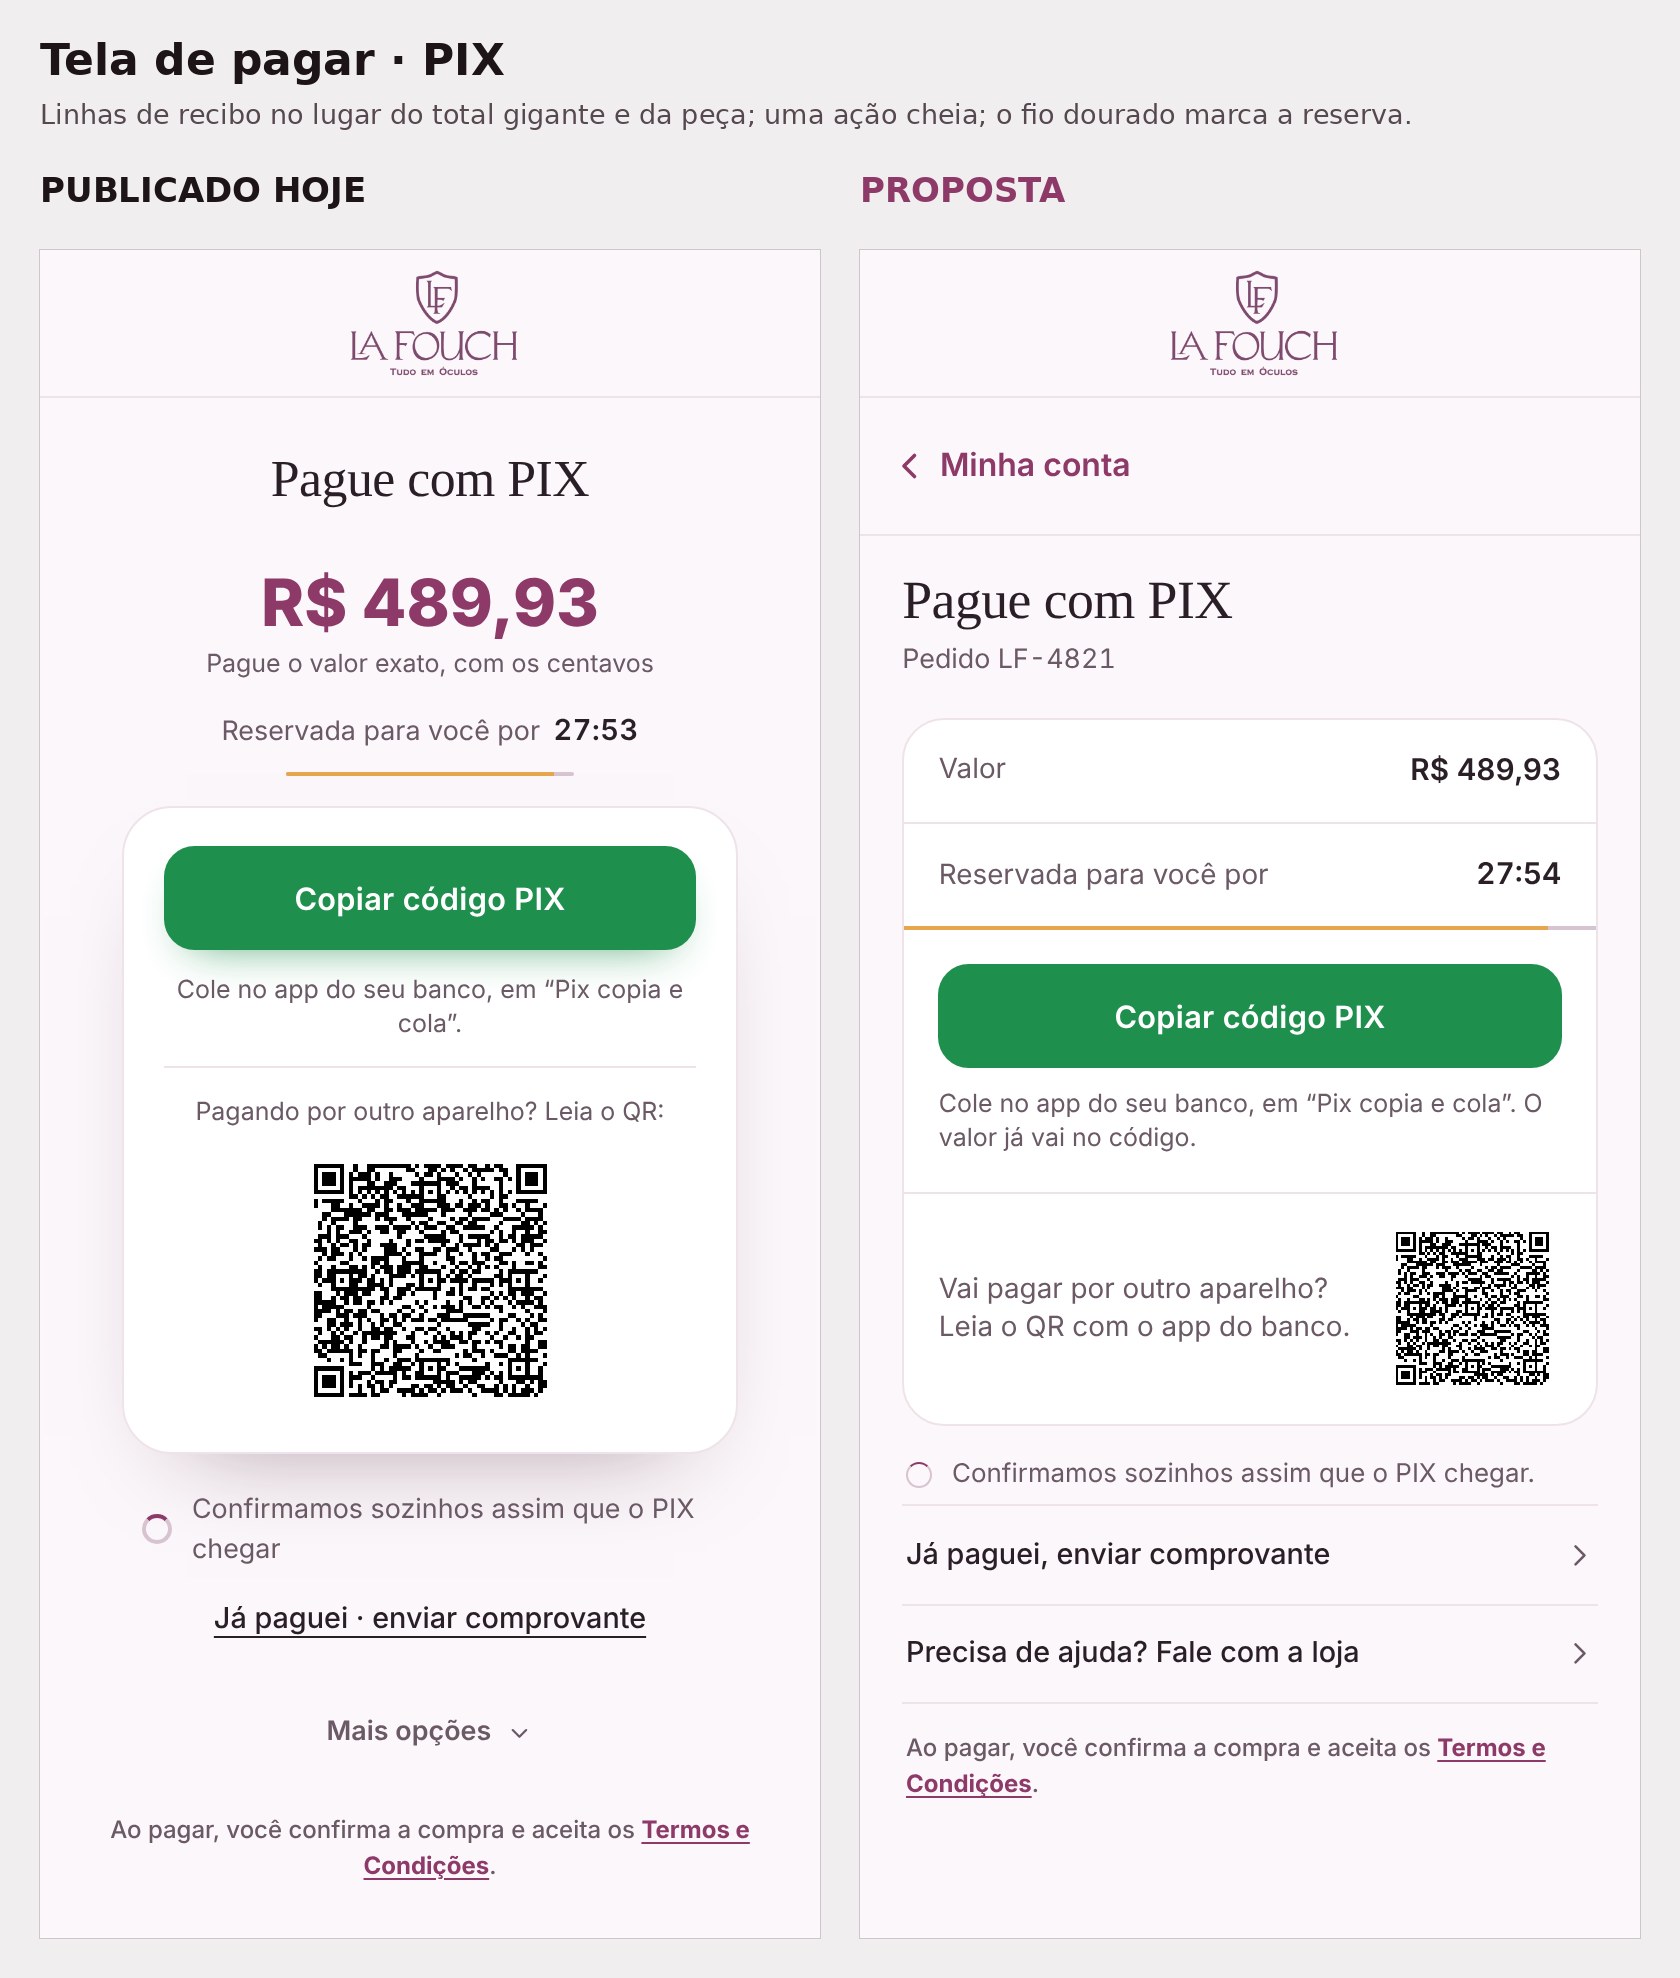 Tela de pagar · PIX
Linhas de recibo no lugar do total gigante e da peça; uma ação cheia; o fio dourado marca a reserva.
PUBLICADO HOJE
LF
LA FOUCH
Tudo em Óculos
Pague com PIX
R$ 489,93
Pague o valor exato, com os centavos
Reservada para você por 27:53
Copiar código PIX
Cole no app do seu banco, em “Pix copia e
cola”.
Pagando por outro aparelho? Leia o QR:
Confirmamos sozinhos assim que o PIX
chegar
Já paguei · enviar comprovante
Mais opções
Ao pagar, você confirma a compra e aceita os Termos e
Condições.
PROPOSTA
LF
LA FOUCH
Tudo em Óculos
Minha conta
Pague com PIX
Pedido LF-4821
Valor R$ 489,93
Reservada para você por 27:54
Copiar código PIX
Cole no app do seu banco, em “Pix copia e cola”. O
valor já vai no código.
Vai pagar por outro aparelho?
Leia o QR com o app do banco.
Confirmamos sozinhos assim que o PIX chegar.
Já paguei, enviar comprovante
Precisa de ajuda? Fale com a loja
Ao pagar, você confirma a compra e aceita os Termos e
Condições.